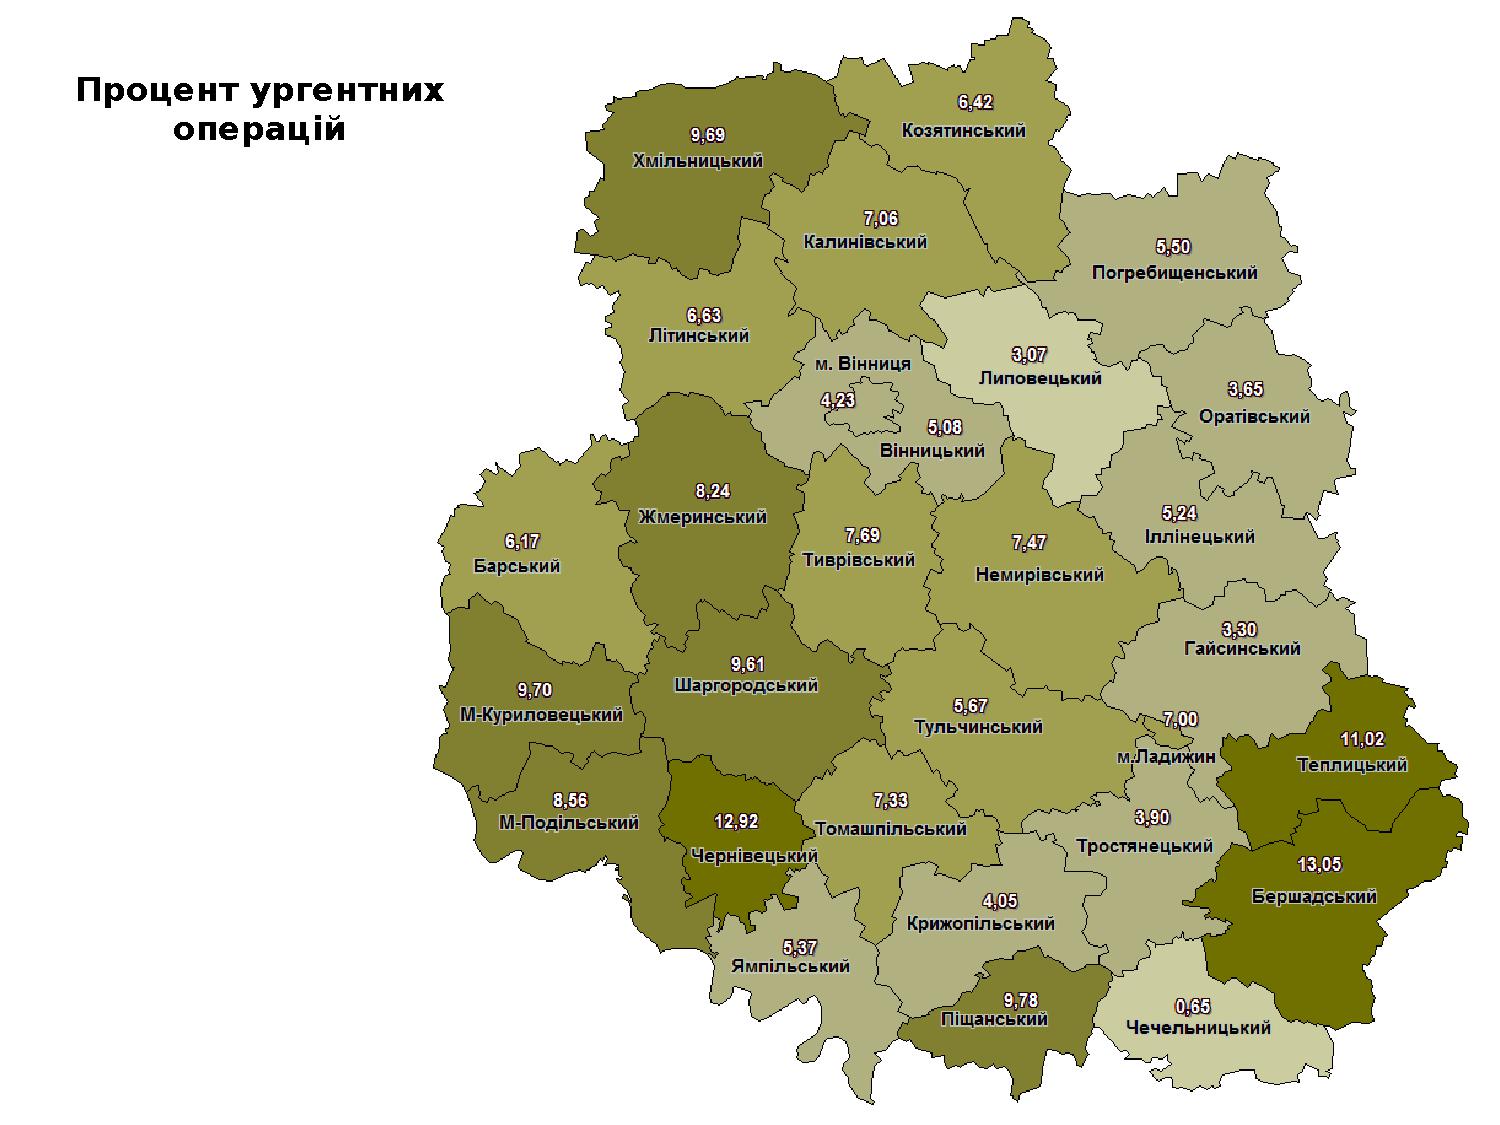 Процент ургентних
операцій
6,42
Козятинський
9,69
Хмільницький
7,06
Калинівський
5,50
Погребищенський
6,63
Літинський
3,07
Липовецький
м. Вінниця
4,23
3,65
Оратівський
5,08
Вінницький
8,24
Жмеринський
5,24
Іллінецький
6,17
Барський
7,69
Тиврівський
7,47
Немирівський
3,30
Гайсинський
9,61
Шаргородський
9,70
М-Куриловецький
5,67
Тульчинський
7,00
м.Ладижин
11,02
Теплицький
8,56
М-Подільський
12,92
Чернівецький
7,33
Томашпільський
3,90
Тростянецький
13,05
Бершадський
4,05
Крижопільський
5,37
Ямпільський
9,78
Піщанський
0,65
Чечельницький